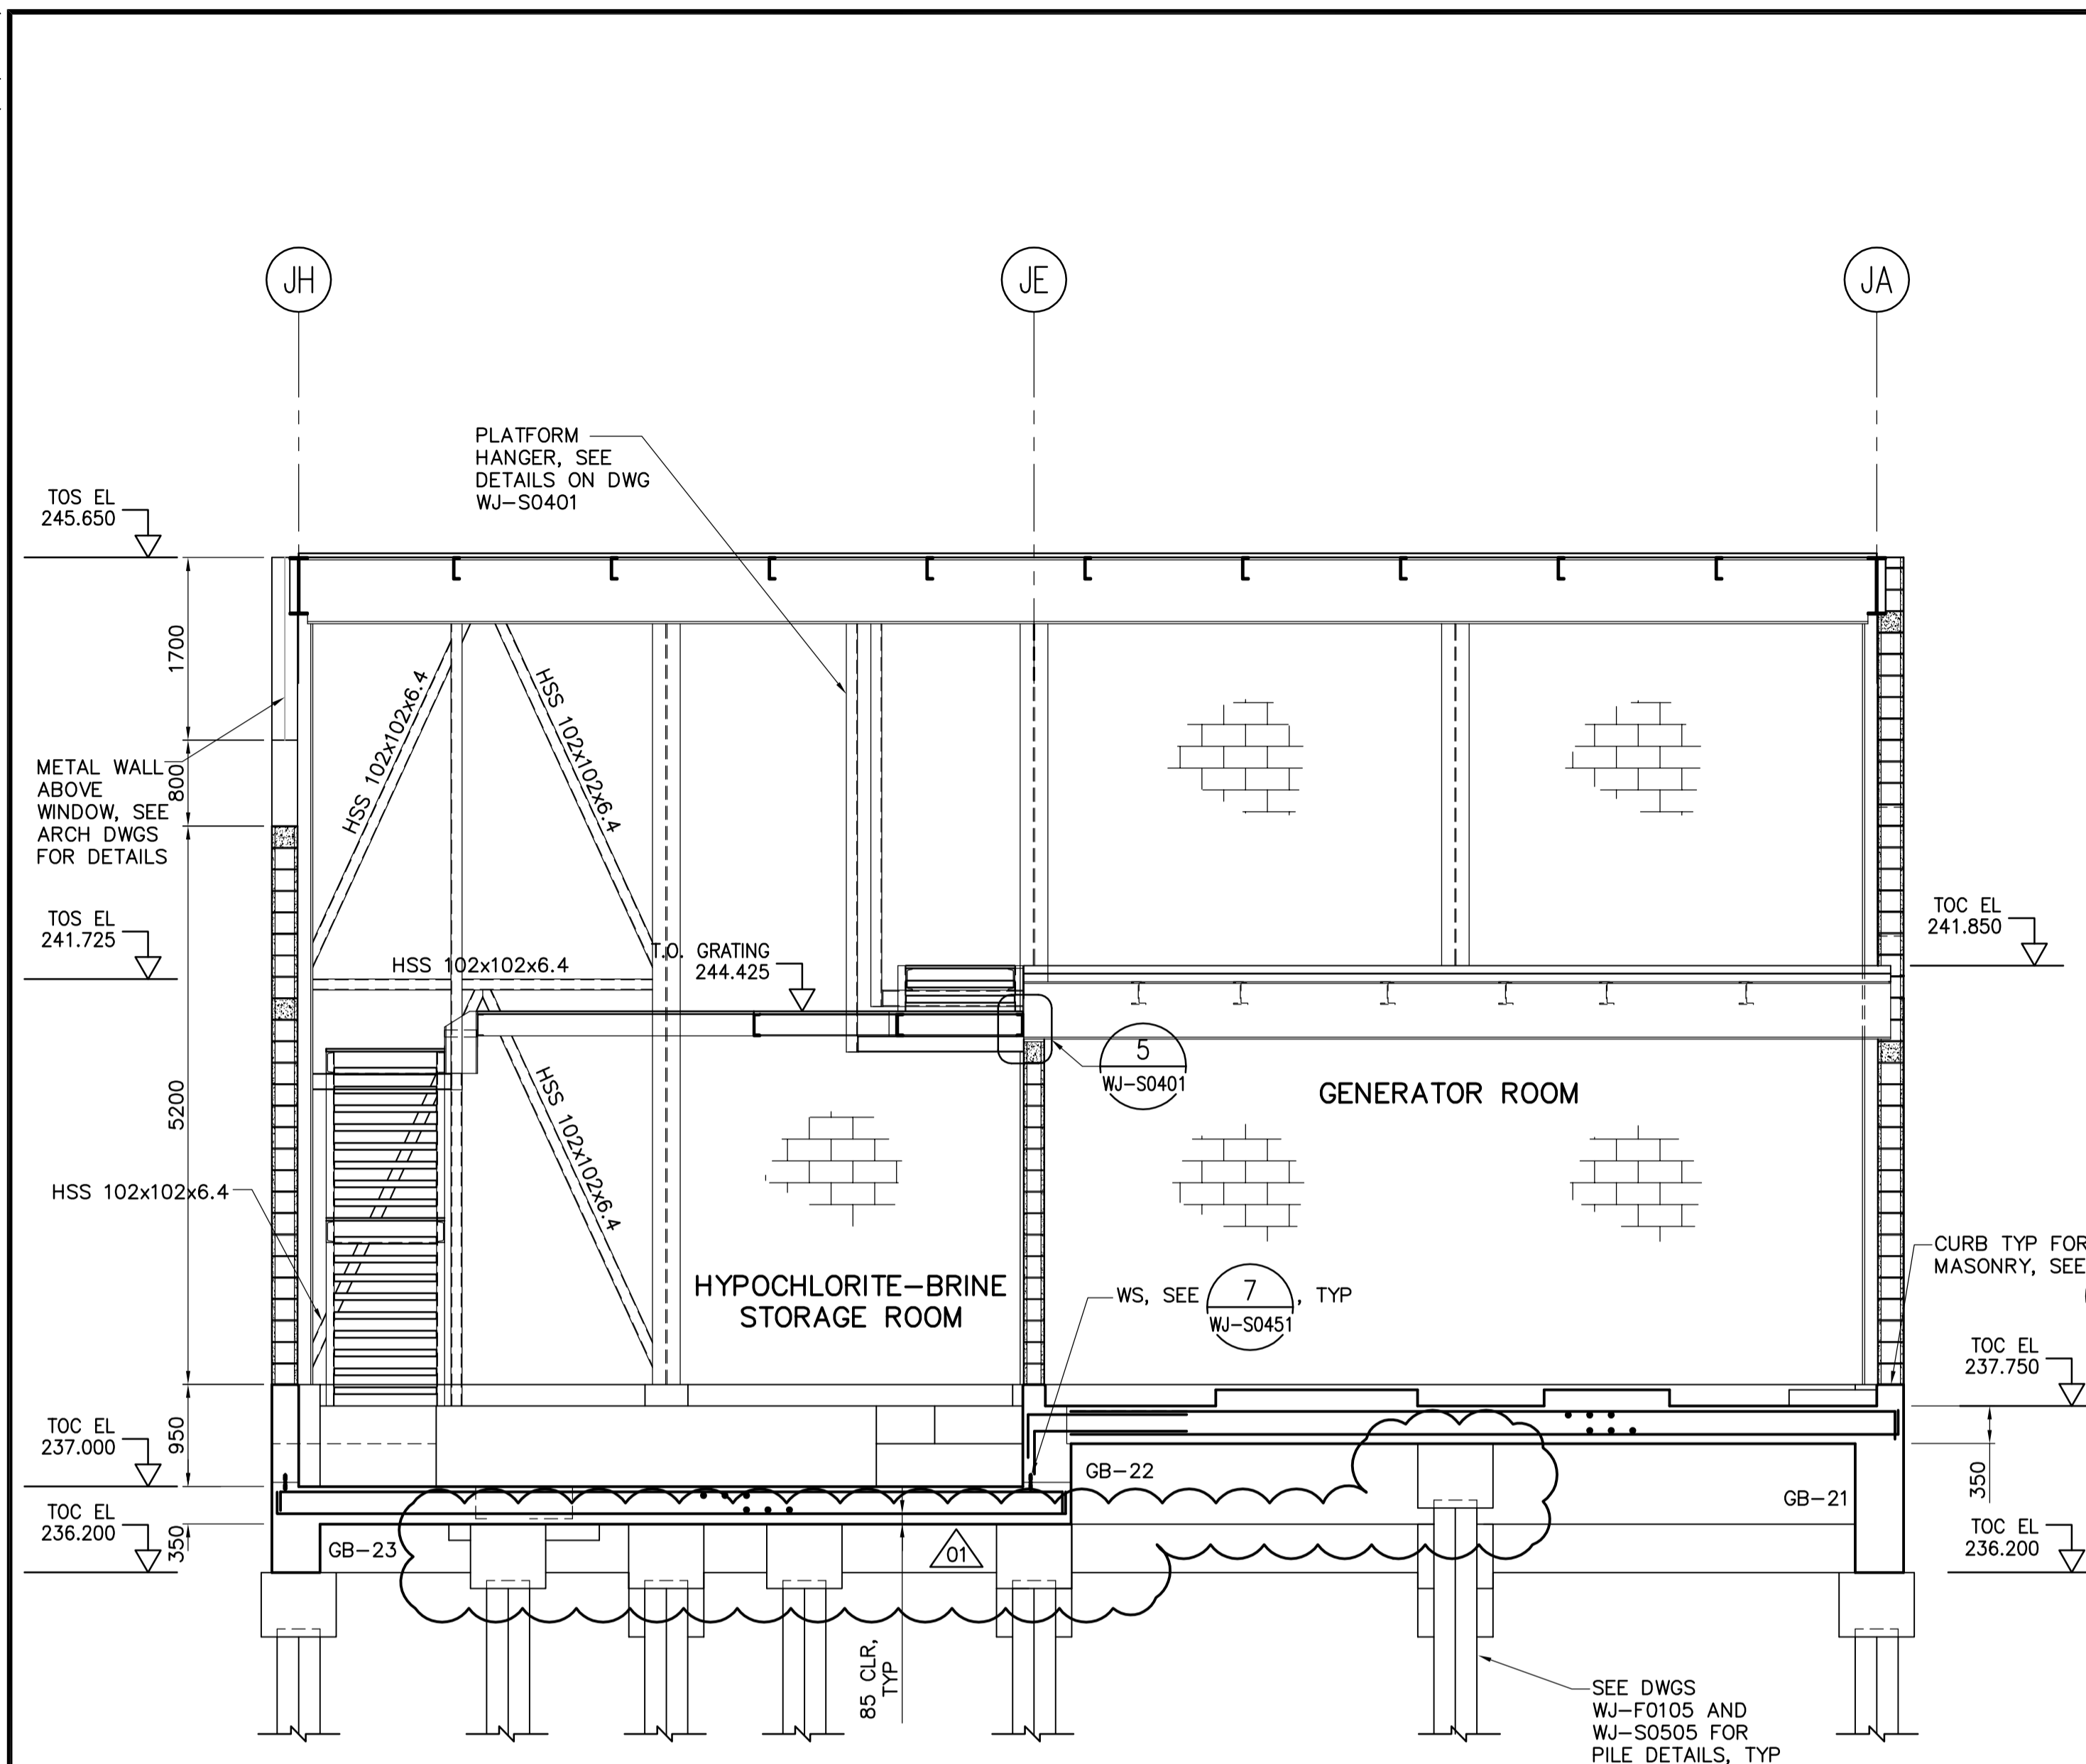 JH
JE
JA
PLATFORM
HANGER, SEE
DETAILS ON DWG
WJ-S0401
TOS EL
245.650
1700
HSS 102x102x6.4
HSS 102x102x6.4
METAL WALL
ABOVE
WINDOW, SEE
ARCH DWGS
FOR DETAILS
800
TOS EL
241.725
HSS 102x102x6.4
T.O. GRATING
244.425
TOC EL
241.850
5
WJ-S0401
GENERATOR ROOM
5200
HSS 102x102x6.4
HSS 102x102x6.4
HYPOCHLORITE-BRINE
STORAGE ROOM
WS, SEE
7
WJ-S0451
, TYP
CURB TYP FOR
MASONRY, SEE
TOC EL
237.750
TOC EL
237.000
950
GB-22
GB-21
350
TOC EL
236.200
350
GB-23
01
TOC EL
236.200
85 CLR,
TYP
SEE DWGS
WJ-F0105 AND
WJ-S0505 FOR
PILE DETAILS, TYP